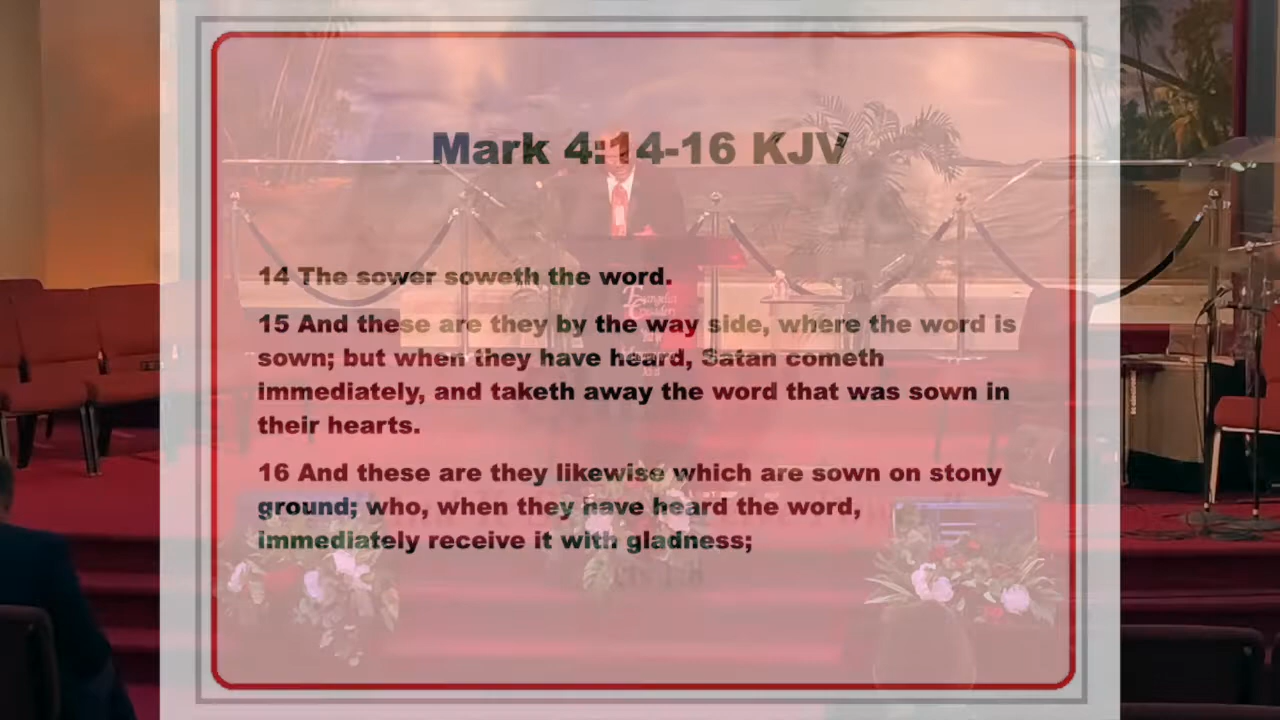 Mark 4:14-16 KJV
14 The sower soweth the word.
15 And these are they by the way side, where the word is
sown; but when they have heard, Satan cometh
immediately, and taketh away the word that was sown in
their hearts.
16 And these are they likewise which are sown on stony
ground; who, when they have heard the word,
immediately receive it with gladness;